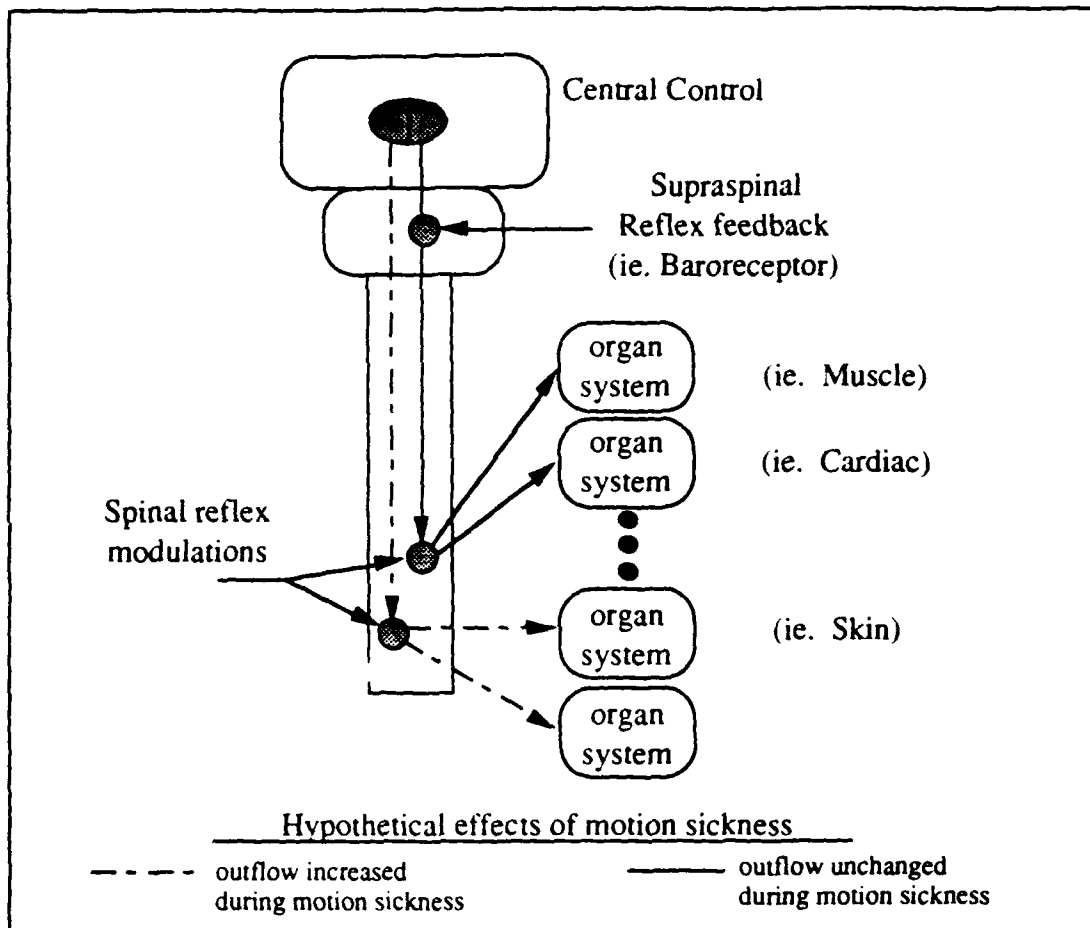 Central Control
Supraspinal
Reflex feedback
(ie. Baroreceptor)
organ
system
(ie. Muscle)
organ
system
(ie. Cardiac)
Spinal reflex
modulations
organ
system
(ie. Skin)
organ
system
Hypothetical effects of motion sickness
outflow increased
during motion sickness
outflow unchanged
during motion sickness